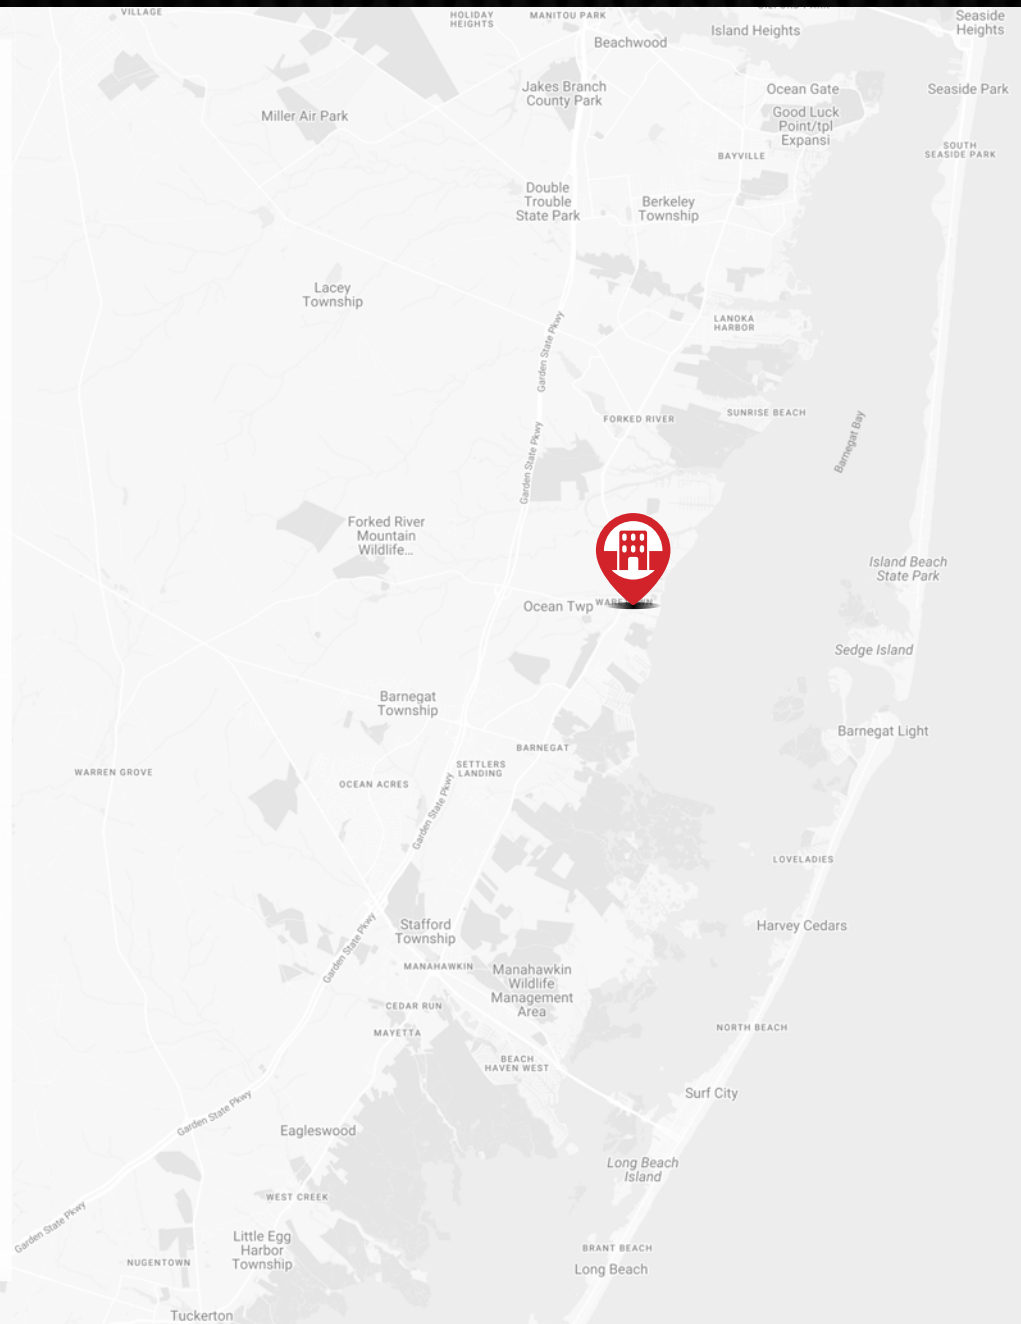 VILLAGE
HOLIDAY
HEIGHTS
MANITOU PARK
Seaside
Heights
Island Heights
Beachwood
Jakes Branch
County Park
Ocean Gate
Seaside Park
Miller Air Park
Good Luck
Point/tpl
Expansi
SOUTH
SEASIDE PARK
BAYVILLE
Double
Trouble
State Park
Berkeley
Township
Lacey
Township
LANOKA
HARBOR
Garden State Pkwy
SUNRISE BEACH
FORKED RIVER
Barnegat Bay
Garden State Pkwy
Forked River
Mountain
Wildlife...
Island Beach
State Park
Ocean Twp
Sedge Island
Barnegat
Township
Barnegat Light
BARNEGAT
SETTLERS
LANDING
WARREN GROVE
OCEAN ACRES
Garden State Pkwy
LOVELADIES
Stafford
Township
Harvey Cedars
Garden State Pkwy
MANAHAWKIN
Manahawkin
Wildlife
Management
Area
CEDAR RUN
MAYETTA
NORTH BEACH
BEACH
HAVEN WEST
Surf City
Garden State Pkwy
Eagleswood
Long Beach
Island
WEST CREEK
Garden State Pkwy
Little Egg
Harbor
Township
BRANT BEACH
NUGENTOWN
Long Beach
Tuckerton